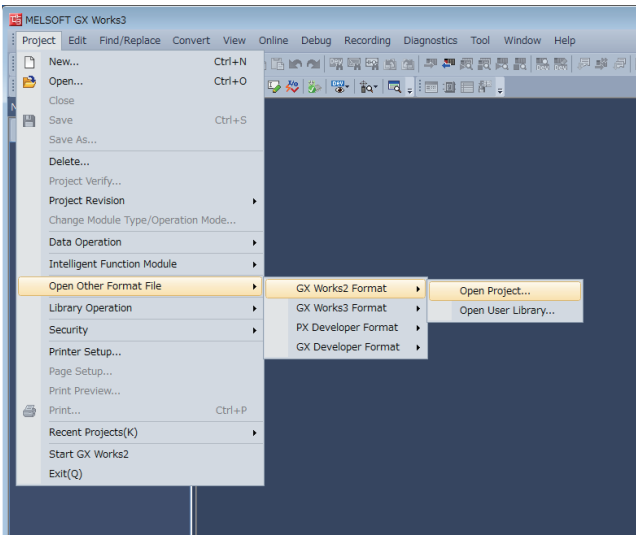 MELSOFT GX Works3
Project Edit Find/Replace Convert View Online Debug Recording Diagnostics Tool Window Help
New... Ctrl+N
Open... Ctrl+O
Close
Save Ctrl+S
Save As...
Delete...
Project Verify...
Project Revision
Change Module Type/Operation Mode...
Data Operation
Intelligent Function Module
Open Other Format File
GX Works2 Format
Open Project...
Library Operation
GX Works3 Format
Open User Library...
Security
PX Developer Format
Printer Setup...
GX Developer Format
Page Setup...
Print Preview...
Print... Ctrl+P
Recent Projects(K)
Start GX Works2
Exit(Q)